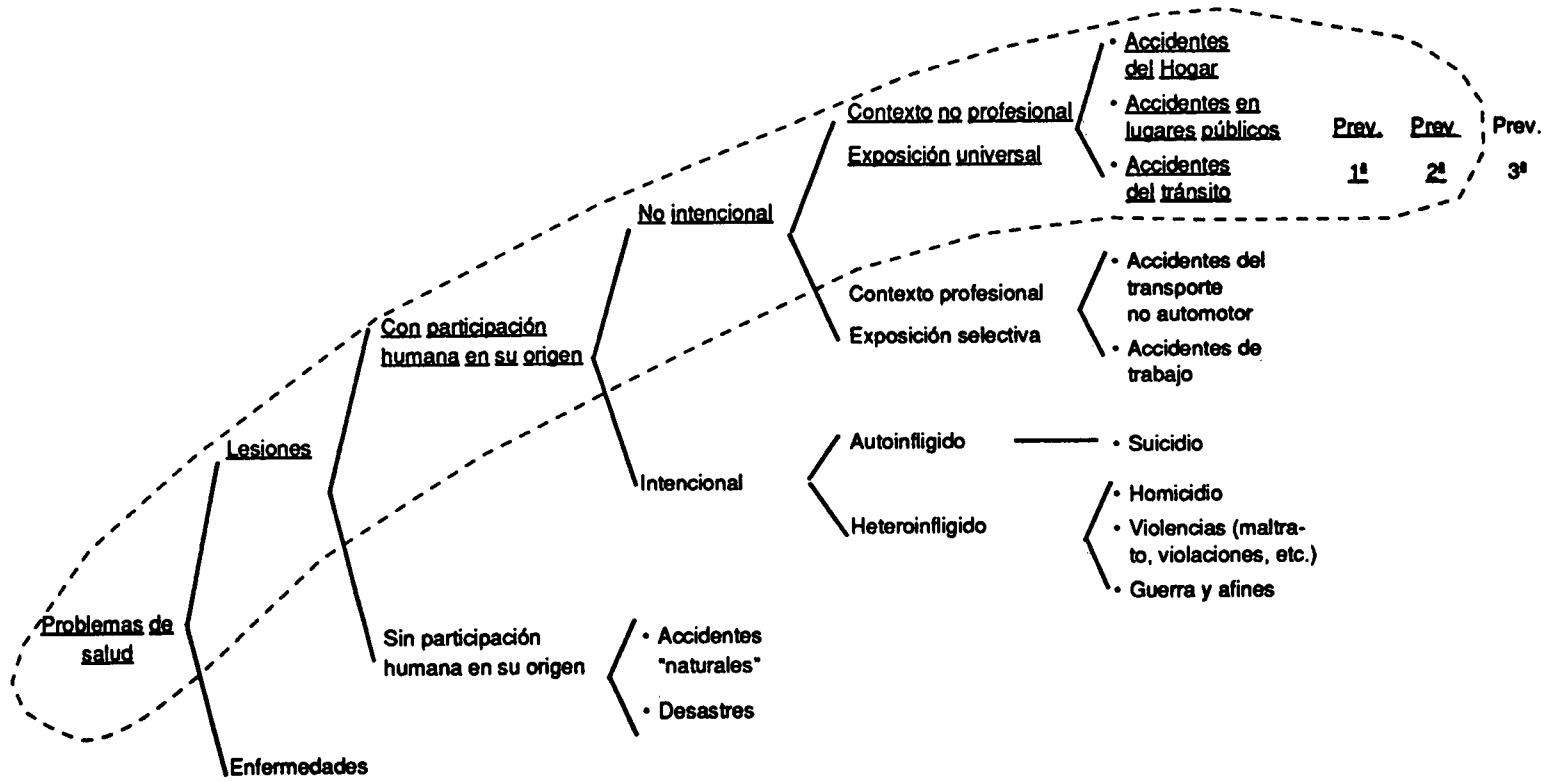 • Accidentes
del Hogar
• Accidentes en
lugares públicos
• Accidentes
del tránsito
Prev.
1ª
Prev
2ª
Prev.
3ª
Contexto no profesional
Exposición universal
No intencional
Contexto profesional
Exposición selectiva
• Accidentes del
transporte
no automotor
• Accidentes de
trabajo
Con participación
humana en su origen
Lesiones
Intencional
Autoinfligido
• Suicidio
Heteroinfligido
• Homicidio
• Violencias (maltra-
to, violaciones, etc.)
• Guerra y afines
Problemas de
salud
Sin participación
humana en su origen
• Accidentes
"naturales"
• Desastres
Enfermedades